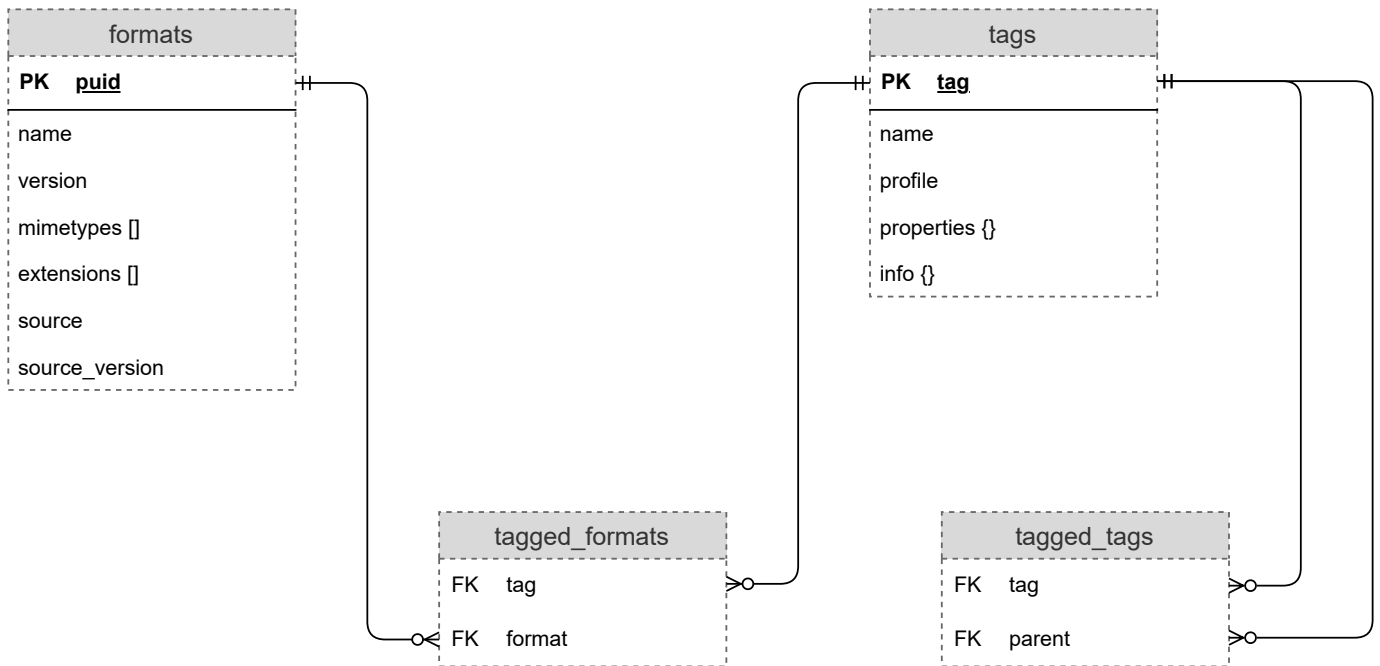 formats
PK puid
name
version
mimetypes []
extensions []
source
source_version
tags
PK tag
name
profile
properties {}
info {}
tagged_formats
FK tag
FK format
tagged_tags
FK tag
FK parent